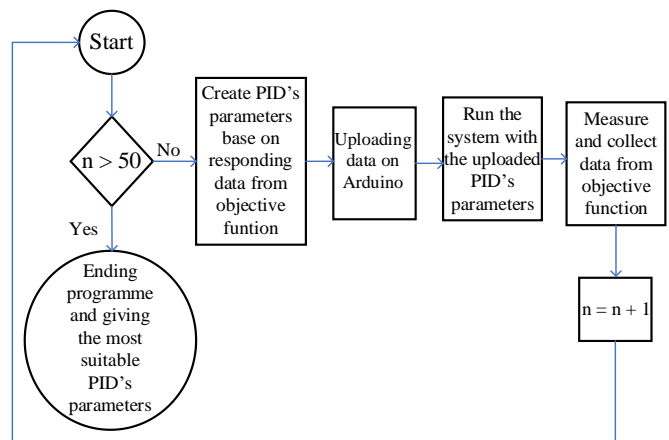 Start
n > 50
No
Yes
Create PID's
parameters
base on
responding
data from
objective
funtion
Uploading
data on
Arduino
Run the
system with
the uploaded
PID's
parameters
Measure
and collect
data from
objective
function
n = n + 1
Ending
programme
and giving
the most
suitable
PID's
parameters